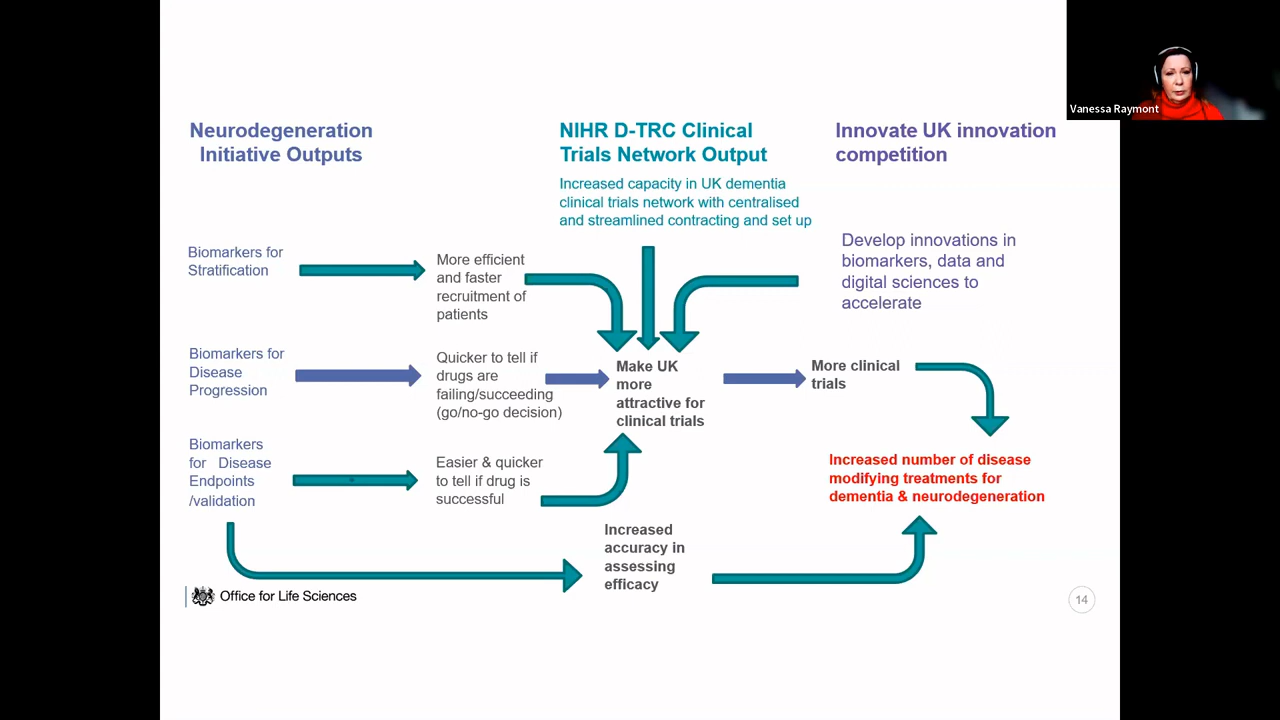 Vanessa Raymont
Neurodegeneration
Initiative Outputs
NIHR D-TRC Clinical
Trials Network Output
Increased capacity in UK dementia
clinical trials network with centralised
and streamlined contracting and set up
Innovate UK innovation
competition
Develop innovations in
biomarkers, data and
digital sciences to
accelerate
Biomarkers for
Stratification
More efficient
and faster
recruitment of
patients
Biomarkers for
Disease
Progression
Quicker to tell if
drugs are
failing/succeeding
(go/no-go decision)
Make UK
more
attractive for
clinical trials
More clinical
trials
Biomarkers
for Disease
Endpoints
/validation
Easier & quicker
to tell if drug is
successful
Increased number of disease
modifying treatments for
dementia & neurodegeneration
Increased
accuracy in
assessing
efficacy
Office for Life Sciences
14